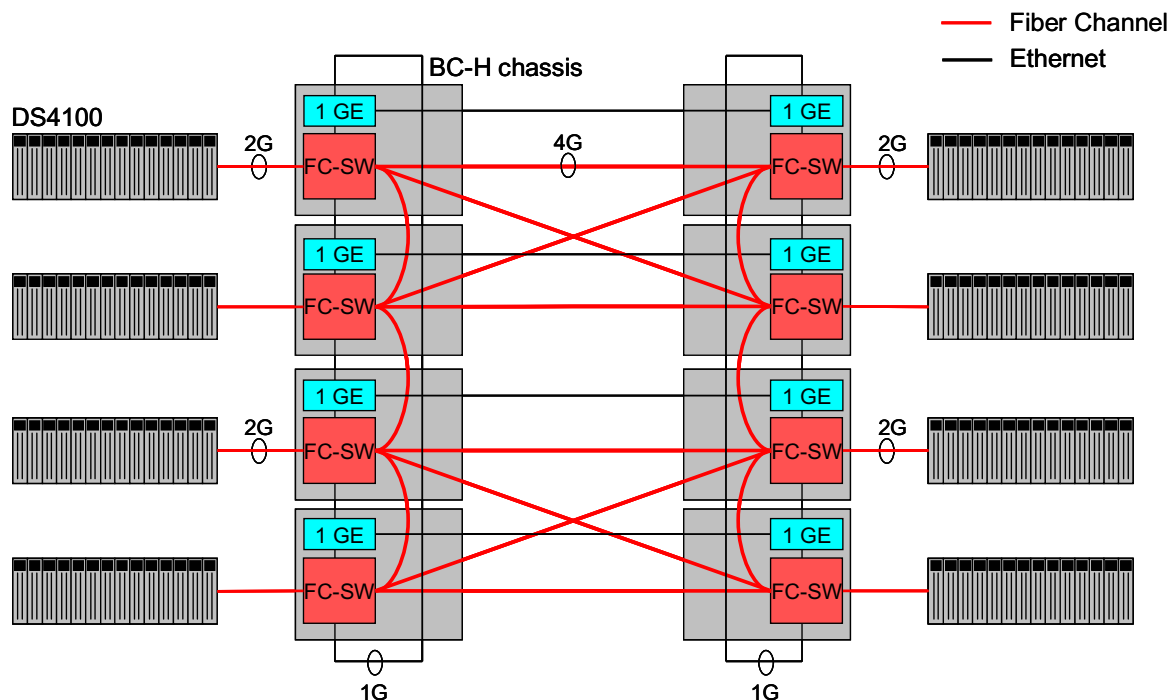 Fiber Channel
Ethernet
BC-H chassis
DS4100
1 GE
1 GE
2G
4G
2G
FC-SW
FC-SW
1 GE
1 GE
FC-SW
FC-SW
1 GE
1 GE
2G
2G
FC-SW
FC-SW
1 GE
1 GE
FC-SW
FC-SW
1G
1G